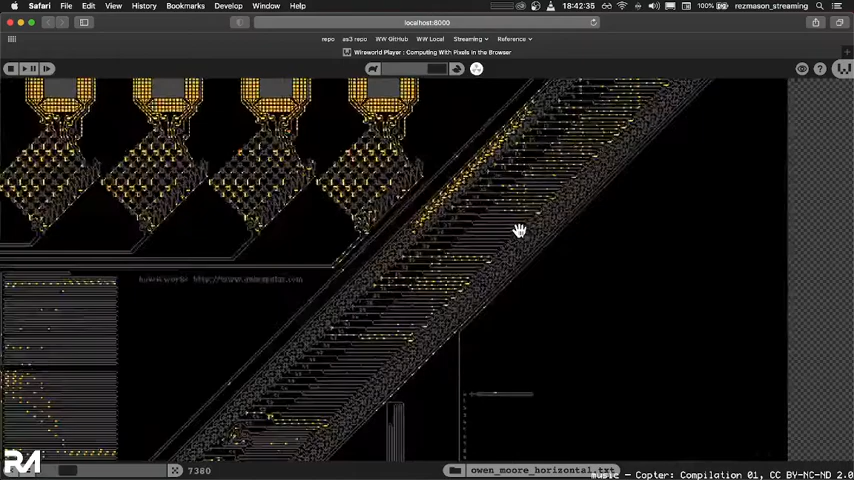 Safari File Edit View History Bookmarks Develop Window Help 100% 18:42:35 rezmason_streaming
localhost:8000
repo as3 repo WW GitHub WW Local Streaming Reference
Wireworld Player : Computing With Pixels in the Browser
RA
7380
owen_moore_horizontal.txt
music - Copter: Compilation 01, CC BY-NC-ND 2.0